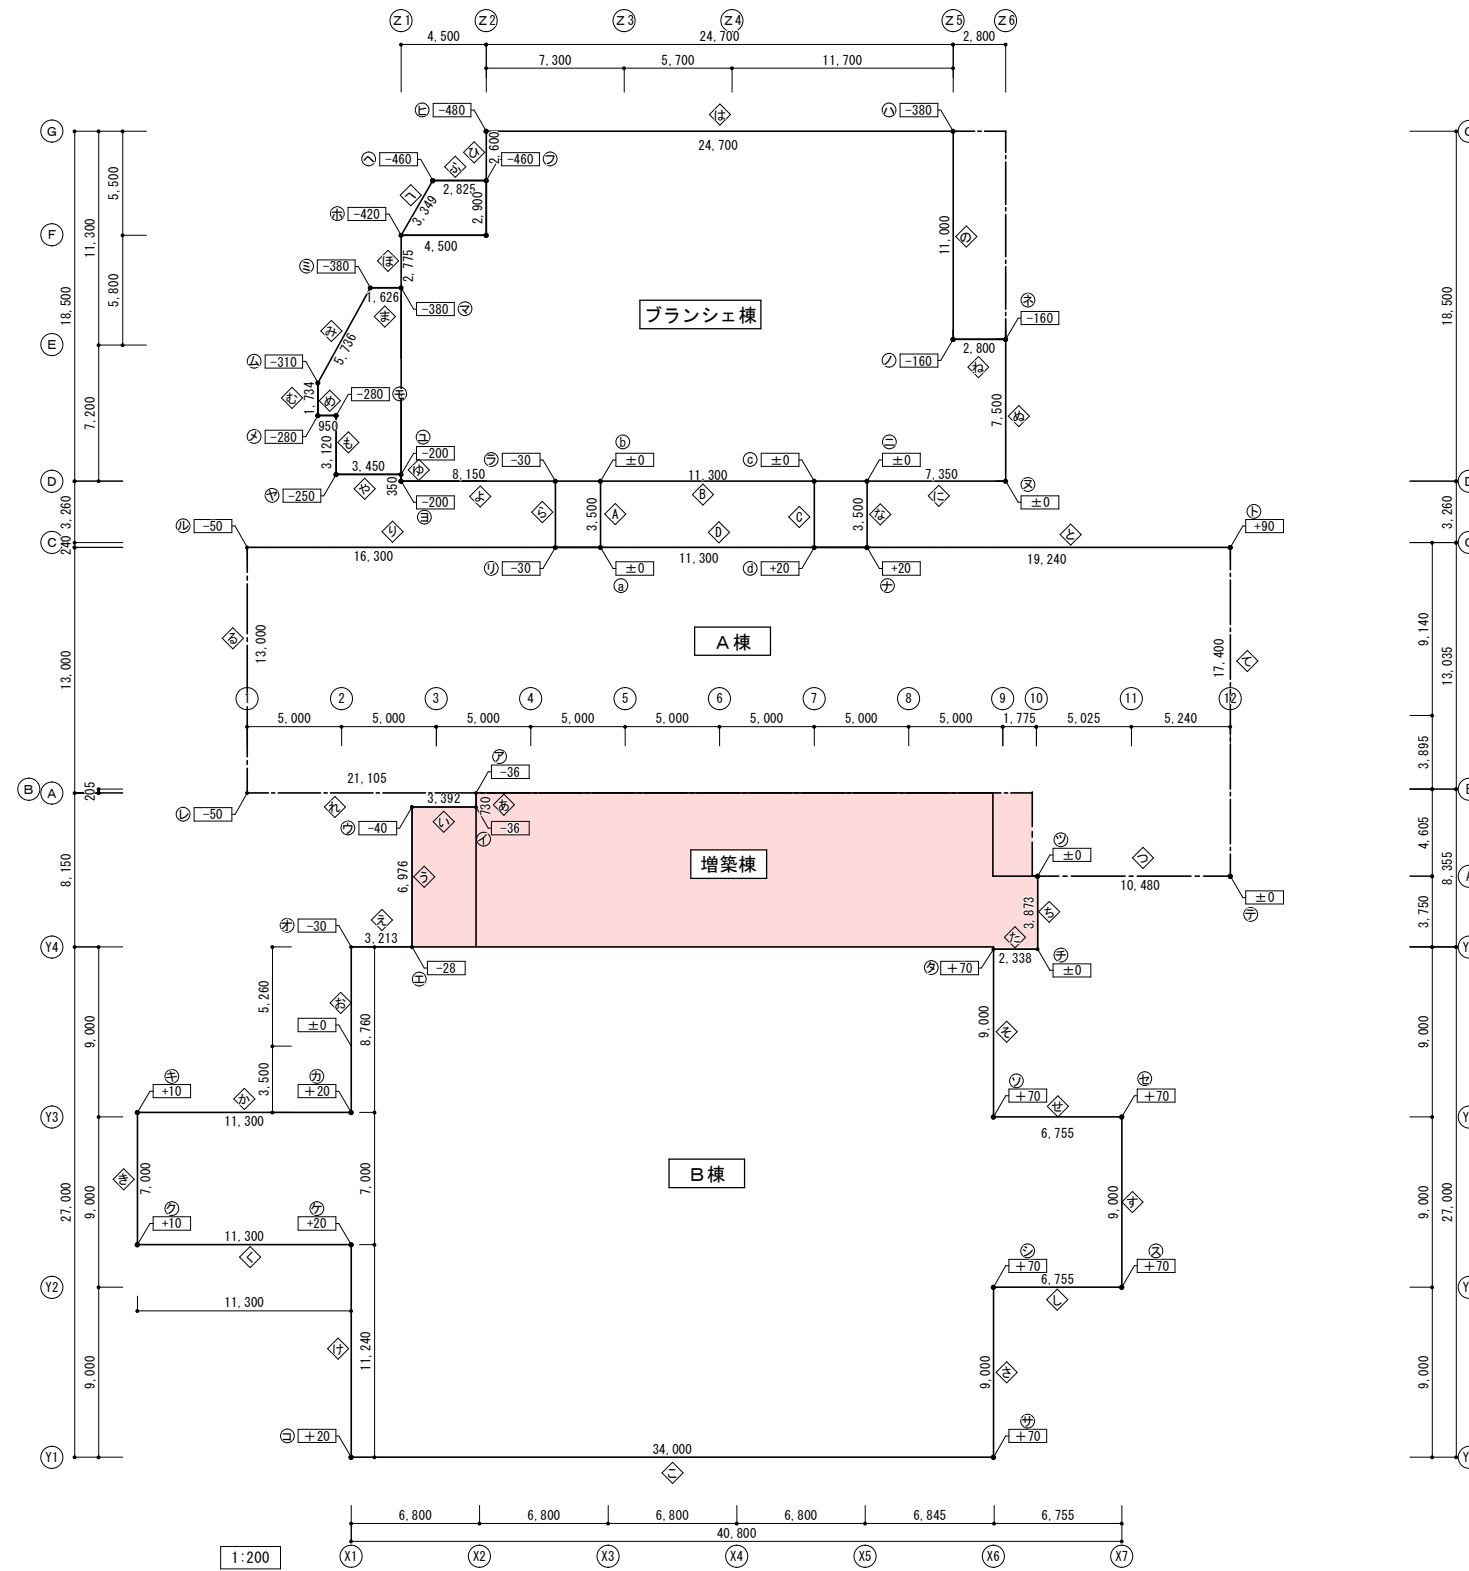 Z1 Z2 Z3 Z4 Z5 Z6
4,500 24,700 2,800
7,300 5,700 11,700
ヒ -480 は ハ -380
G
24,700
2,600 ひ
ヘ -460 ふ -460 フ
2,825
5,500
へ 3,349 2,900
ホ -420
11,300
F
4,500
11,000 の
ほ 2,775
ミ -380
1,626
-380 マ
ま
ブランシェ棟
ネ -160
18,500
5,800
み 5,736
E
ノ -160 2,800
ね
ム -310
む 1,734 め -280 モ
7,200
950
メ -280
7,500 ぬ
3,120 も
ユ -200
b ±0
c ±0
ニ ±0
ラ -30
3,450 ゆ
8,150 11,300 7,350
D
ヤ -250 や 350 -200 ヨ
よ B に
ヌ ±0
3,260
ら 3,500 A C 3,500 な
ル -50 り D と ト +90
C
240
16,300 11,300 19,240
リ -30 ±0 a d +20 +20 ナ
A棟
る 13,000
13,000
17,400 て
9,140
13,035
1 2 3 4 5 6 7 8 9 10 11 12
5,000 5,000 5,000 5,000 5,000 5,000 5,000 5,000 1,775 5,025 5,240
3,895
ア -36
21,105
B A 205
れ 3,392 730 あ
レ -50 ウ -40 い -36 イ
増築棟
ツ ±0 つ
10,480
テ ±0
8,150
6,976 う
4,605
8,355
3,750
3,873 ち
オ -30 え
3,213
た
2,338
Y4
-28 エ
タ +70 チ ±0
5,260
お 8,760
±0
9,000
9,000 そ
9,000
3,500
キ +10 か カ +20
ソ +70 せ セ +70
Y3
11,300
6,755
B棟
き 7,000
7,000
27,000
9,000
9,000 す
9,000
27,000
ク +10 ケ +20
11,300
く
シ +70 ス +70
6,755
し
Y2
11,300
け 11,240
9,000
9,000 さ
9,000
コ +20
サ +70
Y1
34,000
こ
6,800 6,800 6,800 6,800 6,845 6,755
40,800
1:200
X1 X2 X3 X4 X5 X6 X7
18,500
3,260